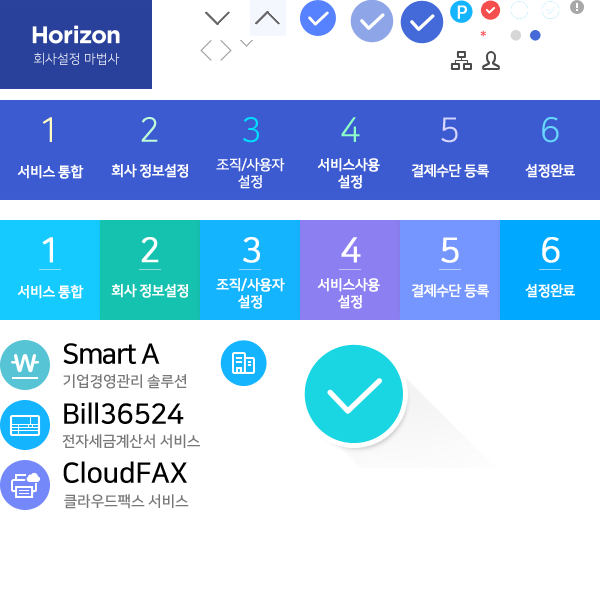 Horizon
회사설정 마법사
P
*
1 2 3 4 5 6
서비스 통합 회사 정보설정 조직/사용자 설정 서비스사용 설정 결제수단 등록 설정완료
1 2 3 4 5 6
서비스 통합 회사 정보설정 조직/사용자 설정 서비스사용 설정 결제수단 등록 설정완료
Smart A
기업경영관리 솔루션
Bill36524
전자세금계산서 서비스
CloudFAX
클라우드팩스 서비스